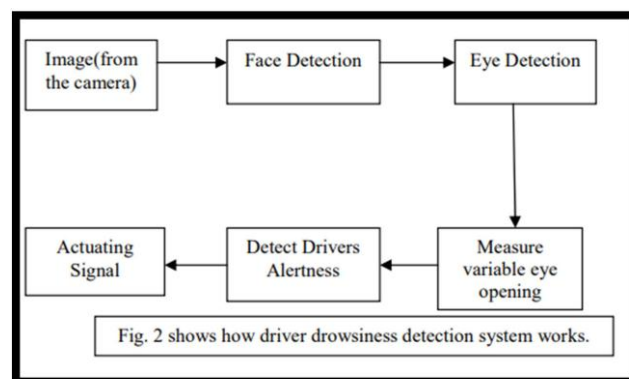 Image(from
the camera)
Face Detection
Eye Detection
Measure
variable eye
opening
Detect Drivers
Alertness
Actuating
Signal
Fig. 2 shows how driver drowsiness detection system works.